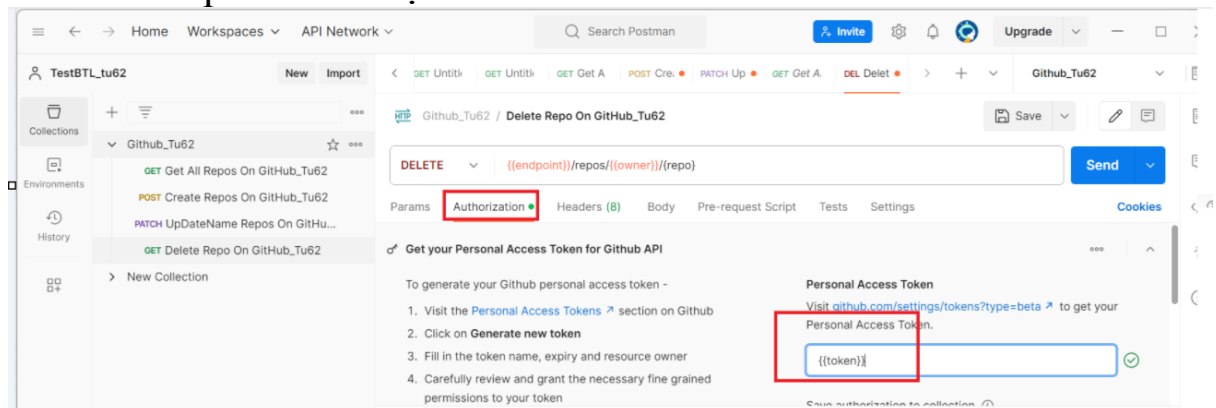 Home Workspaces API Network Search Postman Invite Upgrade
TestBTL_tu62 New Import GET Untitl GET Untitl GET Get A POST Cre. PATCH Up GET Get A. DEL Delet Github_Tu62
Collections
Github_Tu62 / Delete Repo On GitHub_Tu62 Save
Github_Tu62
GET Get All Repos On GitHub_Tu62
DELETE {{endpoint}}/repos/{{owner}}/{repo} Send
Environments
POST Create Repos On GitHub_Tu62
Params Authorization Headers (8) Body Pre-request Script Tests Settings Cookies
PATCH UpDateName Repos On GitHu...
History
GET Delete Repo On GitHub_Tu62
New Collection
Get your Personal Access Token for Github API
To generate your Github personal access token -
1. Visit the Personal Access Tokens ↗ section on Github
2. Click on Generate new token
3. Fill in the token name, expiry and resource owner
4. Carefully review and grant the necessary fine grained
permissions to your token
Personal Access Token
Visit github.com/settings/tokens?type=beta ↗ to get your
Personal Access Token.
{{token}}
Save authorization to collection